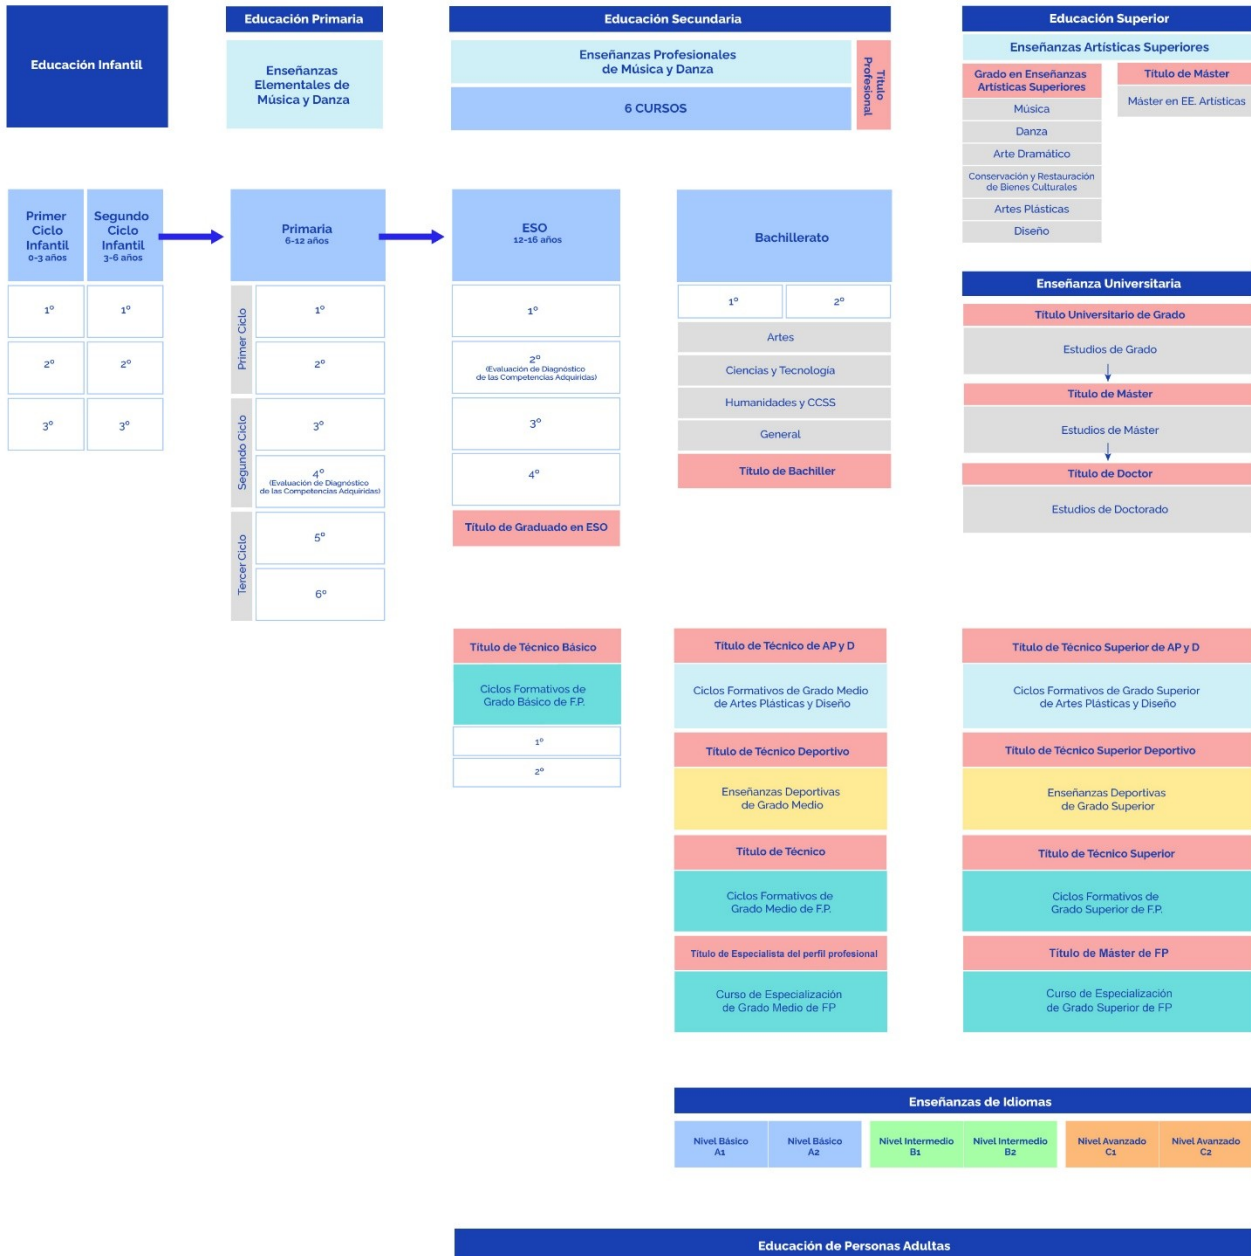 Educación Infantil
Educación Primaria
Enseñanzas
Elementales de
Música y Danza
Educación Secundaria
Enseñanzas Profesionales
de Música y Danza
6 CURSOS
Título
Profesional
Educación Superior
Enseñanzas Artísticas Superiores
Grado en Enseñanzas
Artísticas Superiores
Música
Danza
Arte Dramático
Conservación y Restauración
de Bienes Culturales
Artes Plásticas
Diseño
Título de Máster
Máster en EE. Artísticas
Primer
Ciclo
Infantil
0-3 años
1º
2º
3º
Segundo
Ciclo
Infantil
3-6 años
1º
2º
3º
Primaria
6-12 años
Primer Ciclo
1º
2º
Segundo Ciclo
3º
4º
(Evaluación de Diagnóstico
de las Competencias Adquiridas)
Tercer Ciclo
5º
6º
ESO
12-16 años
1º
2º
(Evaluación de Diagnóstico
de las Competencias Adquiridas)
3º
4º
Título de Graduado en ESO
Bachillerato
1º
2º
Artes
Ciencias y Tecnología
Humanidades y CCSS
General
Título de Bachiller
Enseñanza Universitaria
Título Universitario de Grado
Estudios de Grado
Título de Máster
Estudios de Máster
Título de Doctor
Estudios de Doctorado
Título de Técnico Básico
Ciclos Formativos de
Grado Básico de F.P.
1º
2º
Título de Técnico de AP y D
Ciclos Formativos de Grado Medio
de Artes Plásticas y Diseño
Título de Técnico Deportivo
Enseñanzas Deportivas
de Grado Medio
Título de Técnico
Ciclos Formativos de
Grado Medio de F.P.
Título de Especialista del perfil profesional
Curso de Especialización
de Grado Medio de FP
Título de Técnico Superior de AP y D
Ciclos Formativos de Grado Superior
de Artes Plásticas y Diseño
Título de Técnico Superior Deportivo
Enseñanzas Deportivas
de Grado Superior
Título de Técnico Superior
Ciclos Formativos de
Grado Superior de F.P.
Título de Máster de FP
Curso de Especialización
de Grado Superior de FP
Enseñanzas de Idiomas
Nivel Básico
A1
Nivel Básico
A2
Nivel Intermedio
B1
Nivel Intermedio
B2
Nivel Avanzado
C1
Nivel Avanzado
C2
Educación de Personas Adultas